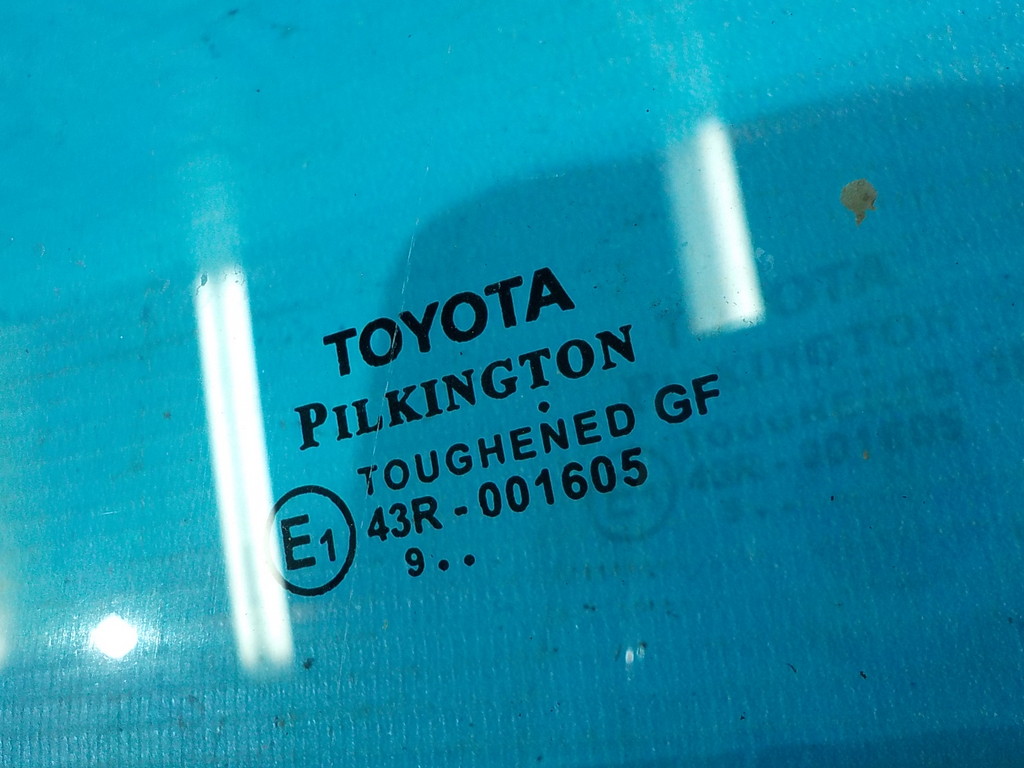 TOYOTA
PILKINGTON
•
TOUGHENED GF
E1 43R-001605
9••